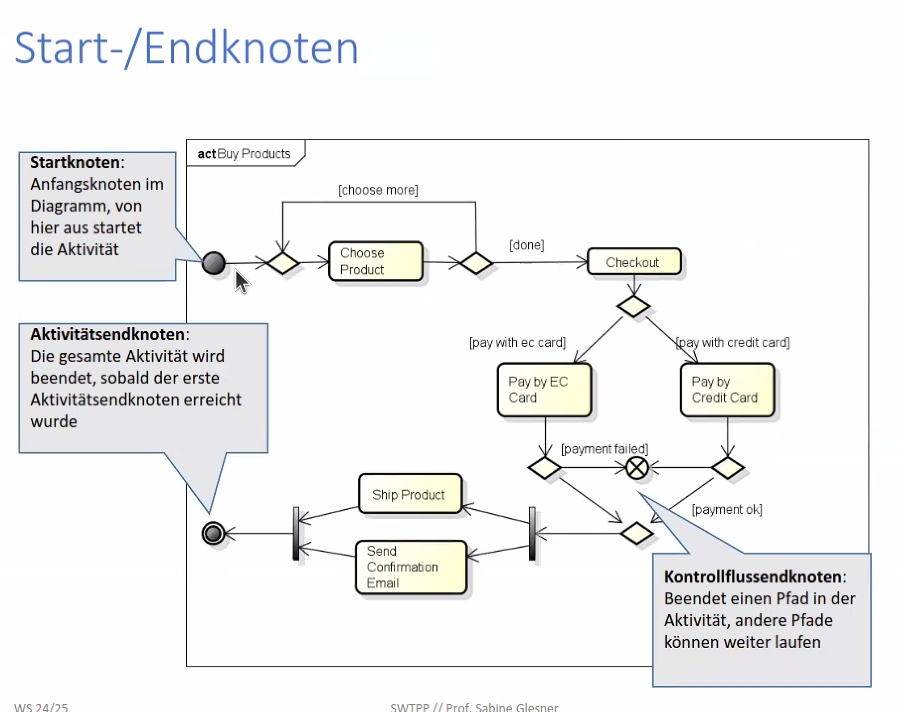 Start-/Endknoten
Startknoten:
Anfangsknoten im
Diagramm, von
hier aus startet
die Aktivität
act Buy Products
[choose more]
Choose
Product
[done]
Checkout
Aktivitätsendknoten:
Die gesamte Aktivität wird
beendet, sobald der erste
Aktivitätsendknoten erreicht
wurde
[pay with ec card]
[pay with credit card]
Pay by EC
Card
Pay by
Credit Card
[payment failed]
[payment ok]
Ship Product
Send
Confirmation
Email
Kontrollflussendknoten:
Beendet einen Pfad in der
Aktivität, andere Pfade
können weiter laufen
WS 24/25
SWTPP // Prof. Sabine Glesner